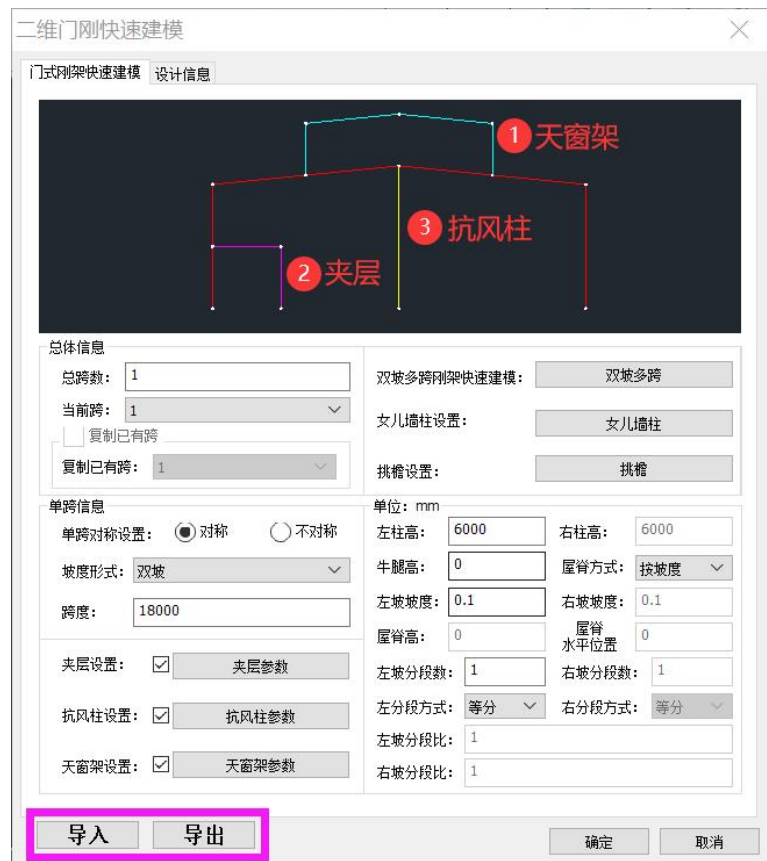 二维门刚快速建模
门式刚架快速建模 设计信息
1 天窗架
3 抗风柱
2 夹层
总体信息
总跨数： 1
当前跨： 1
复制已有跨
复制已有跨： 1
双坡多跨刚架快速建模： 双坡多跨
女儿墙柱设置： 女儿墙柱
挑檐设置： 挑檐
单跨信息
单跨对称设置： 对称 不对称
坡度形式： 双坡
跨度： 18000
夹层设置： 夹层参数
抗风柱设置： 抗风柱参数
天窗架设置： 天窗架参数
单位：mm
左柱高： 6000 右柱高： 6000
牛腿高： 0 屋脊方式： 按坡度
左坡坡度： 0.1 右坡坡度： 0.1
屋脊高： 0 屋脊
水平位置 0
左坡分段数： 1 右坡分段数： 1
左分段方式： 等分 右分段方式： 等分
左坡分段比： 1
右坡分段比： 1
导入 导出
确定 取消